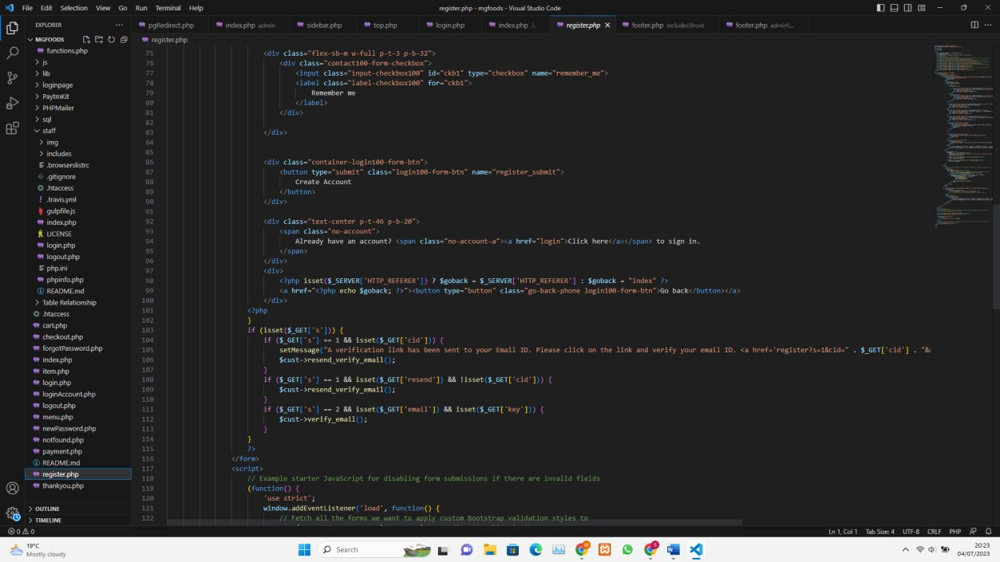 File Edit Selection View Go Run Terminal Help
register.php - mgfoods - Visual Studio Code
EXPLORER
pgRedirect.php
index.php admin
sidebar.php
top.php
login.php
index.php .\
register.php
footer.php includes\front
footer.php admin\...
MGFOODS
register.php
functions.php
js
lib
loginpage
PaytmKit
PHPMailer
sql
staff
img
includes
.browserslistrc
.gitignore
.htaccess
.travis.yml
gulpfile.js
index.php
LICENSE
login.php
logout.php
php.ini
phpinfo.php
README.md
Table Relationship
.htaccess
cart.php
checkout.php
forgotPassword.php
index.php
item.php
login.php
loginAccount.php
logout.php
menu.php
newPassword.php
notfound.php
payment.php
README.md
register.php
thankyou.php
OUTLINE
TIMELINE
75 <div class="flex-sb-m w-full p-t-3 p-b-32">
76 <div class="contact100-form-checkbox">
77 <input class="input-checkbox100" id="ckb1" type="checkbox" name="remember_me">
78 <label class="label-checkbox100" for="ckb1">
79 Remember me
80 </label>
81 </div>
82
83 </div>
84
85
86 <div class="container-login100-form-btn">
87 <button type="submit" class="login100-form-btn" name="register_submit">
88 Create Account
89 </button>
90 </div>
91
92 <div class="text-center p-t-46 p-b-20">
93 <span class="no-account">
94 Already have an account? <span class="no-account-a"><a href="login">Click here</a></span> to sign in.
95 </span>
96 </div>
97 <div>
98 <?php isset($_SERVER['HTTP_REFERER']) ? $goback = $_SERVER['HTTP_REFERER'] : $goback = "index" ?>
99 <a href="<?php echo $goback; ?>"><button type="button" class="go-back-phone login100-form-btn">Go back</button></a>
100 </div>
101 <?php
102 }
103 if (isset($_GET['s'])) {
104 if ($_GET['s'] == 1 && isset($_GET['cid'])) {
105 setMessage("A verification link has been sent to your Email ID. Please click on the link and verify your email ID. <a href='register?s=1&cid=" . $_GET['cid'] . "&
106 $cust->resend_verify_email();
107 }
108 if ($_GET['s'] == 1 && isset($_GET['resend']) && !isset($_GET['cid'])) {
109 $cust->resend_verify_email();
110 }
111 if ($_GET['s'] == 2 && isset($_GET['email']) && isset($_GET['key'])) {
112 $cust->verify_email();
113 }
114 }
115 ?>
116 </form>
117 <script>
118 // Example starter JavaScript for disabling form submissions if there are invalid fields
119 (function() {
120 'use strict';
121 window.addEventListener('load', function() {
122 // Fetch all the forms we want to apply custom Bootstrap validation styles to
0 0
Ln 1, Col 1 Tab Size: 4 UTF-8 CRLF PHP
19°C
Mostly cloudy
Search
20:23
04/07/2023